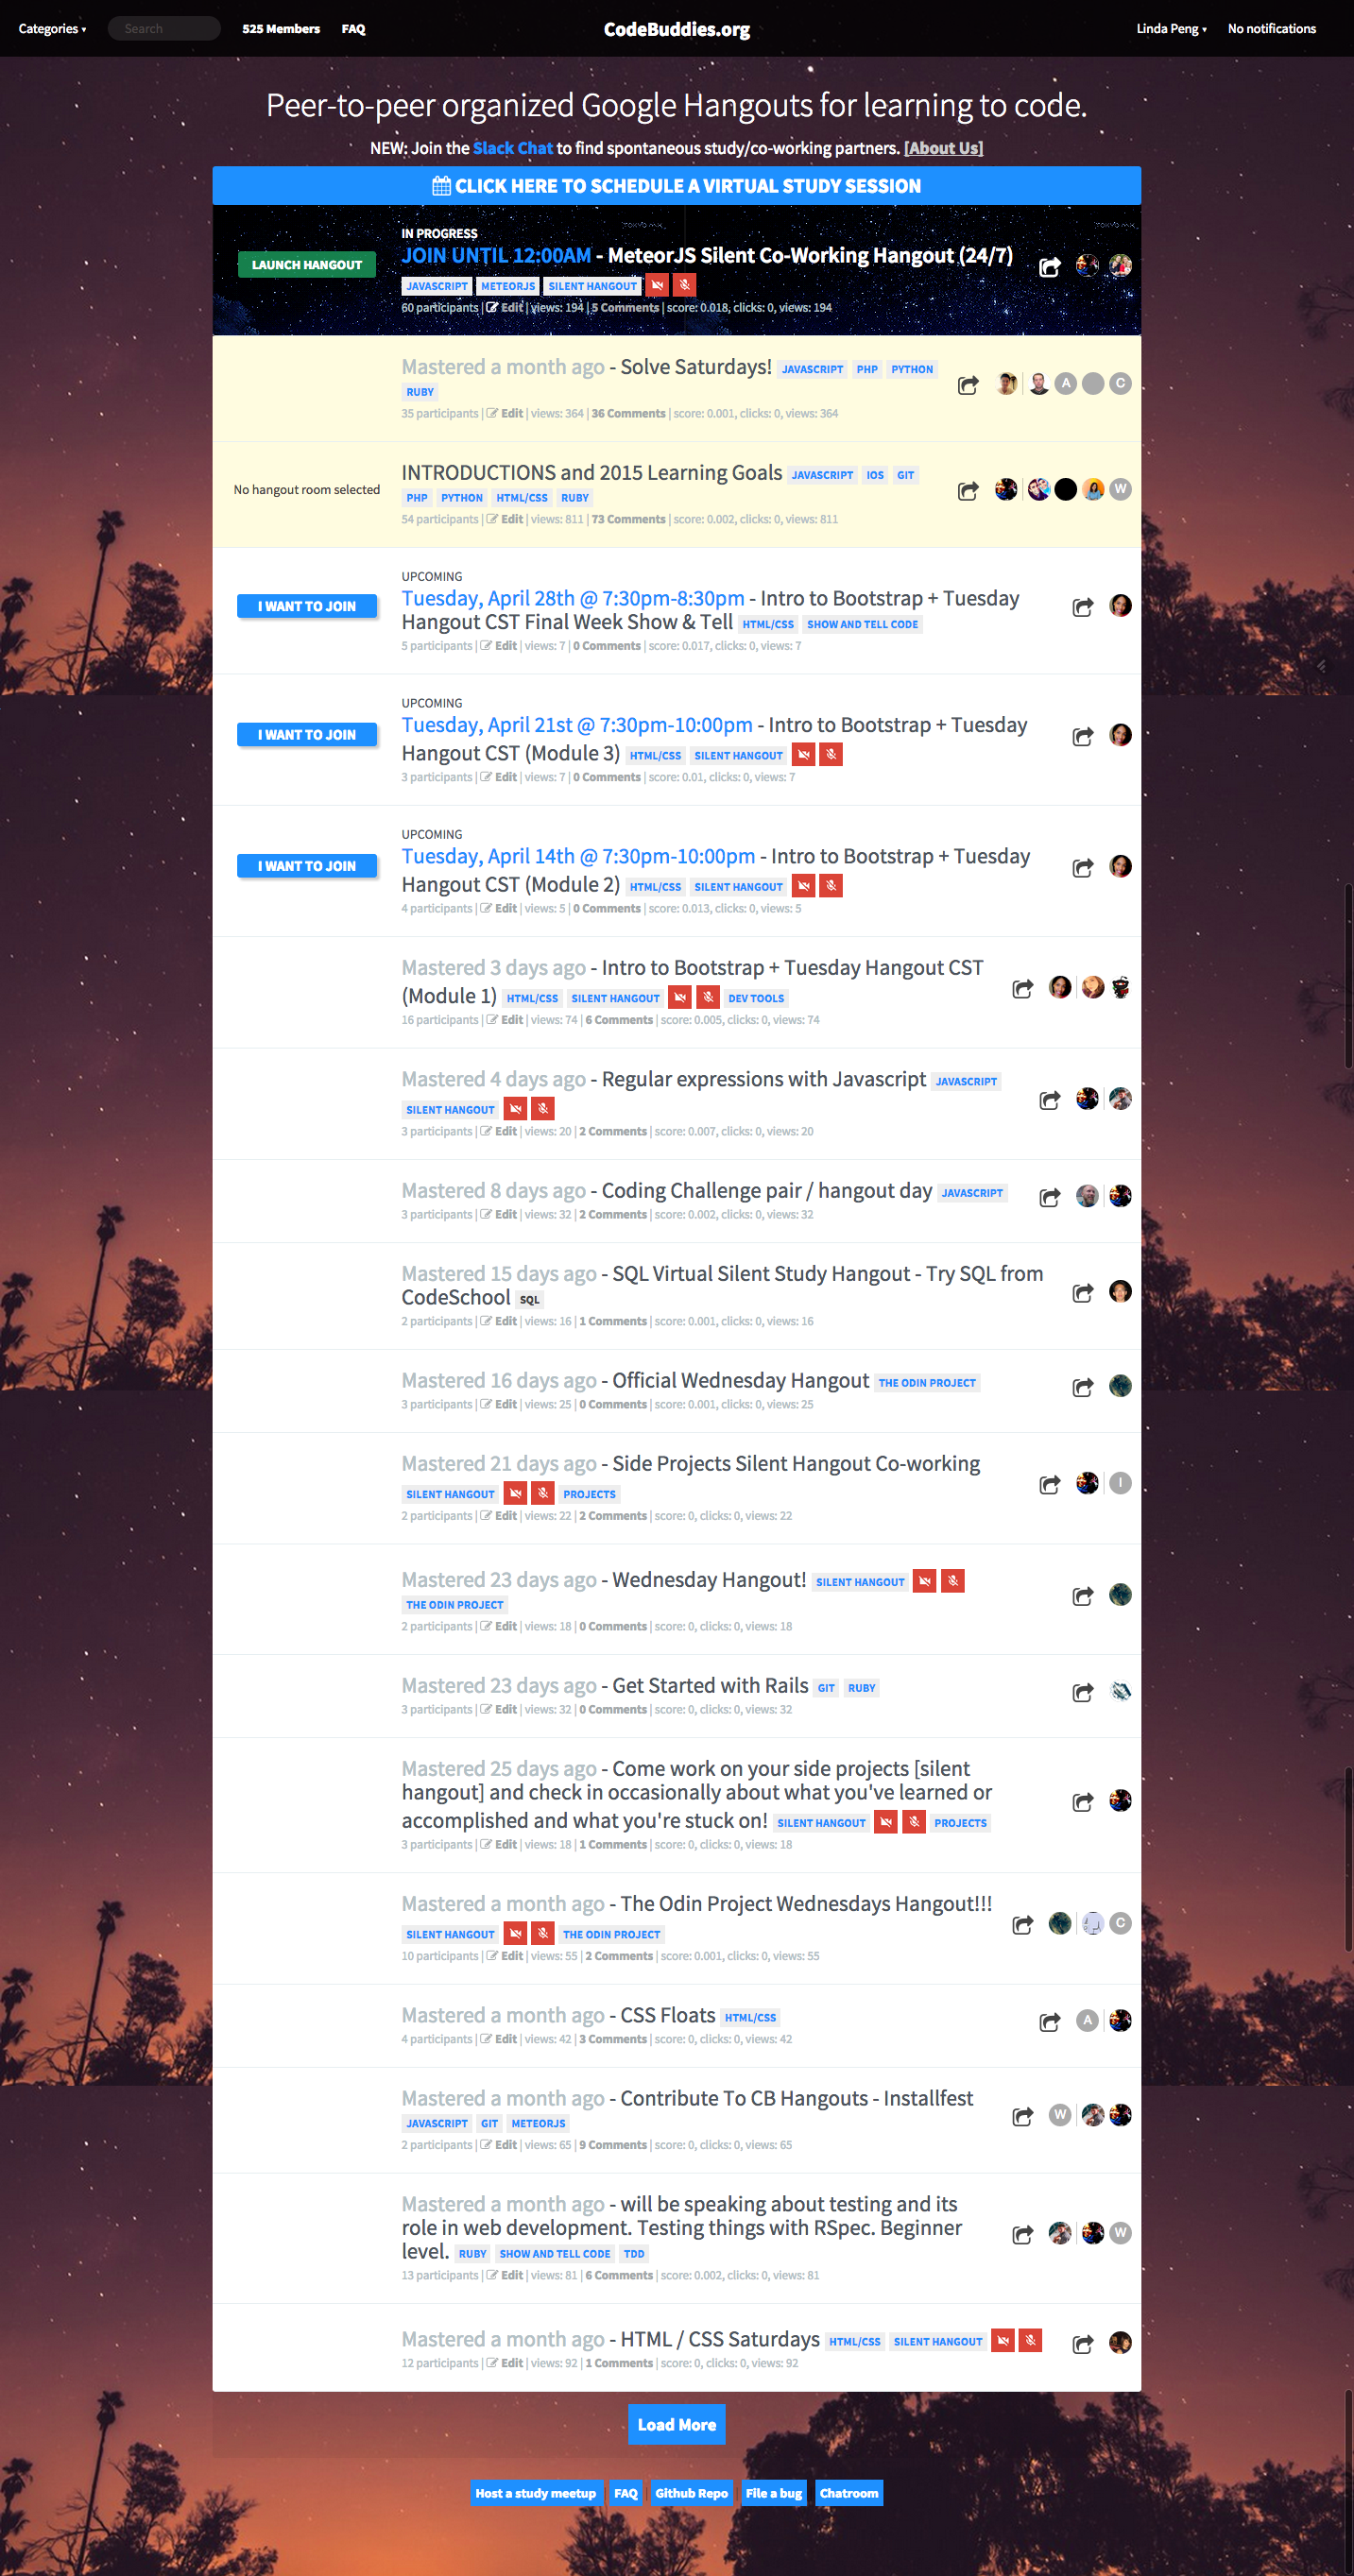 Categories ▾ Search 525 Members FAQ CodeBuddies.org Linda Peng ▾ No notifications
Peer-to-peer organized Google Hangouts for learning to code.
NEW: Join the Slack Chat to find spontaneous study/co-working partners. [About Us]
CLICK HERE TO SCHEDULE A VIRTUAL STUDY SESSION
IN PROGRESS
LAUNCH HANGOUT JOIN UNTIL 12:00AM - MeteorJS Silent Co-Working Hangout (24/7)
JAVASCRIPT METEORJS SILENT HANGOUT
60 participants | Edit | views: 194 | 5 Comments | score: 0.018, clicks: 0, views: 194
Mastered a month ago - Solve Saturdays! JAVASCRIPT PHP PYTHON
RUBY
A C
35 participants | Edit | views: 364 | 36 Comments | score: 0.001, clicks: 0, views: 364
No hangout room selected
INTRODUCTIONS and 2015 Learning Goals JAVASCRIPT IOS GIT
PHP PYTHON HTML/CSS RUBY
W
54 participants | Edit | views: 811 | 73 Comments | score: 0.002, clicks: 0, views: 811
UPCOMING
I WANT TO JOIN
Tuesday, April 28th @ 7:30pm-8:30pm - Intro to Bootstrap + Tuesday
Hangout CST Final Week Show & Tell HTML/CSS SHOW AND TELL CODE
5 participants | Edit | views: 7 | 0 Comments | score: 0.017, clicks: 0, views: 7
UPCOMING
I WANT TO JOIN
Tuesday, April 21st @ 7:30pm-10:00pm - Intro to Bootstrap + Tuesday
Hangout CST (Module 3) HTML/CSS SILENT HANGOUT
3 participants | Edit | views: 7 | 0 Comments | score: 0.01, clicks: 0, views: 7
UPCOMING
I WANT TO JOIN
Tuesday, April 14th @ 7:30pm-10:00pm - Intro to Bootstrap + Tuesday
Hangout CST (Module 2) HTML/CSS SILENT HANGOUT
4 participants | Edit | views: 5 | 0 Comments | score: 0.013, clicks: 0, views: 5
Mastered 3 days ago - Intro to Bootstrap + Tuesday Hangout CST
(Module 1) HTML/CSS SILENT HANGOUT DEV TOOLS
16 participants | Edit | views: 74 | 6 Comments | score: 0.005, clicks: 0, views: 74
Mastered 4 days ago - Regular expressions with Javascript JAVASCRIPT
SILENT HANGOUT
3 participants | Edit | views: 20 | 2 Comments | score: 0.007, clicks: 0, views: 20
Mastered 8 days ago - Coding Challenge pair / hangout day JAVASCRIPT
3 participants | Edit | views: 32 | 2 Comments | score: 0.002, clicks: 0, views: 32
Mastered 15 days ago - SQL Virtual Silent Study Hangout - Try SQL from
CodeSchool SQL
2 participants | Edit | views: 16 | 1 Comments | score: 0.001, clicks: 0, views: 16
Mastered 16 days ago - Official Wednesday Hangout THE ODIN PROJECT
3 participants | Edit | views: 25 | 0 Comments | score: 0.001, clicks: 0, views: 25
Mastered 21 days ago - Side Projects Silent Hangout Co-working
SILENT HANGOUT PROJECTS
I
2 participants | Edit | views: 22 | 2 Comments | score: 0, clicks: 0, views: 22
Mastered 23 days ago - Wednesday Hangout! SILENT HANGOUT
THE ODIN PROJECT
2 participants | Edit | views: 18 | 0 Comments | score: 0, clicks: 0, views: 18
Mastered 23 days ago - Get Started with Rails GIT RUBY
3 participants | Edit | views: 32 | 0 Comments | score: 0, clicks: 0, views: 32
Mastered 25 days ago - Come work on your side projects [silent
hangout] and check in occasionally about what you've learned or
accomplished and what you're stuck on! SILENT HANGOUT PROJECTS
3 participants | Edit | views: 18 | 1 Comments | score: 0, clicks: 0, views: 18
Mastered a month ago - The Odin Project Wednesdays Hangout!!!
SILENT HANGOUT THE ODIN PROJECT
C
10 participants | Edit | views: 55 | 2 Comments | score: 0.001, clicks: 0, views: 55
Mastered a month ago - CSS Floats HTML/CSS
A
4 participants | Edit | views: 42 | 3 Comments | score: 0, clicks: 0, views: 42
Mastered a month ago - Contribute To CB Hangouts - Installfest
JAVASCRIPT GIT METEORJS
W
2 participants | Edit | views: 65 | 9 Comments | score: 0, clicks: 0, views: 65
Mastered a month ago - will be speaking about testing and its
role in web development. Testing things with RSpec. Beginner
level. RUBY SHOW AND TELL CODE TDD
W
13 participants | Edit | views: 81 | 6 Comments | score: 0.002, clicks: 0, views: 81
Mastered a month ago - HTML / CSS Saturdays HTML/CSS SILENT HANGOUT
12 participants | Edit | views: 92 | 1 Comments | score: 0, clicks: 0, views: 92
Load More
Host a study meetup | FAQ | Github Repo | File a bug | Chatroom